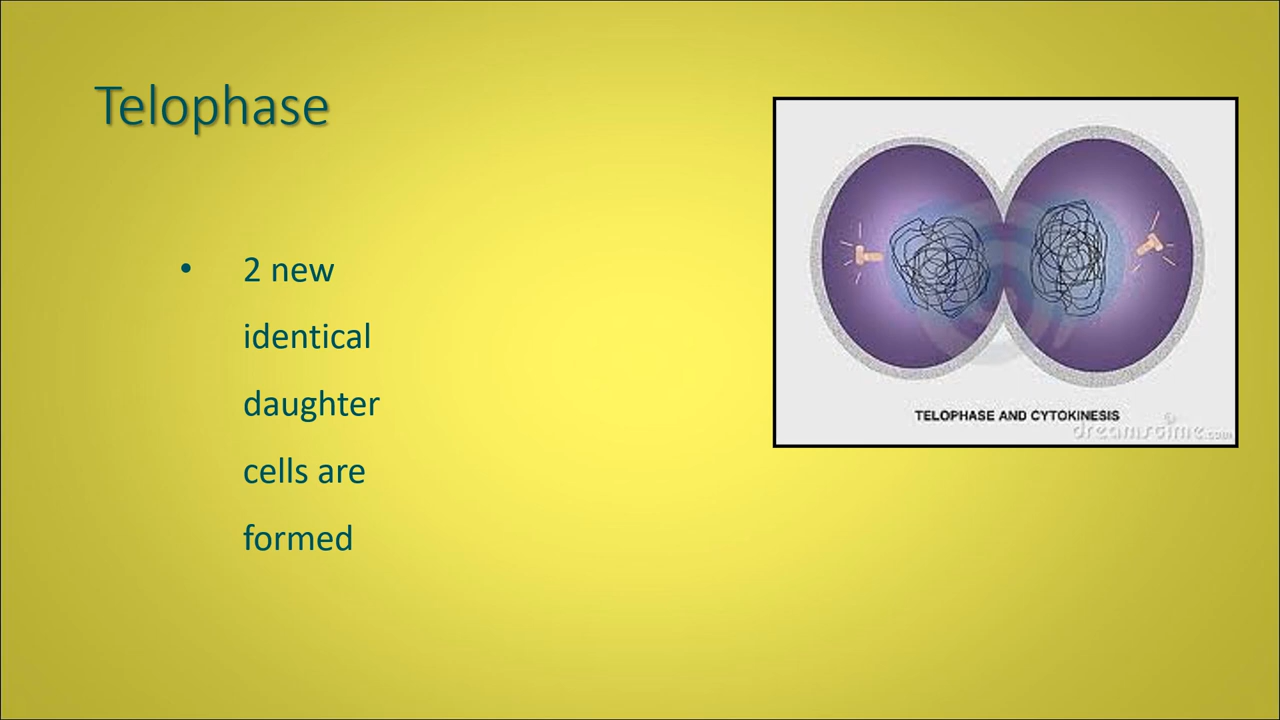 Telophase
• 2 new
identical
daughter
cells are
formed
TELOPHASE AND CYTOKINESIS
dreamstime.com